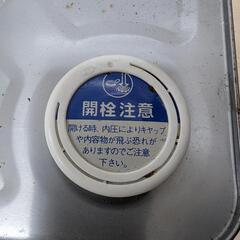 開栓注意
開ける時、内圧によりキャップ
や内容物が飛ぶ恐れが
ありますのでご注意
下さい。